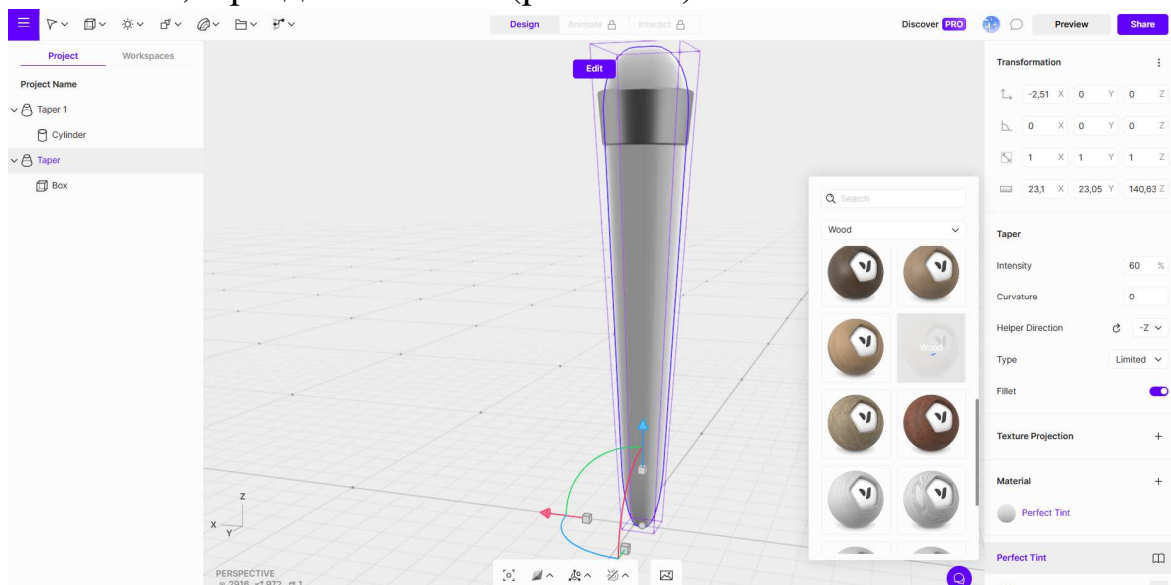 Design
Animate
Interact
Discover PRO
Preview
Share
Project
Workspaces
Project Name
Taper 1
Cylinder
Taper
Box
Edit
Z
X
Y
PERSPECTIVE
Search
Wood
Wood
Transformation
-2,51 X 0 Y 0 Z
0 X 0 Y 0 Z
1 X 1 Y 1 Z
23,1 X 23,05 Y 140,63 Z
Taper
Intensity 60 %
Curvature 0
Helper Direction -Z
Type Limited
Fillet
Texture Projection +
Material +
Perfect Tint
Perfect Tint